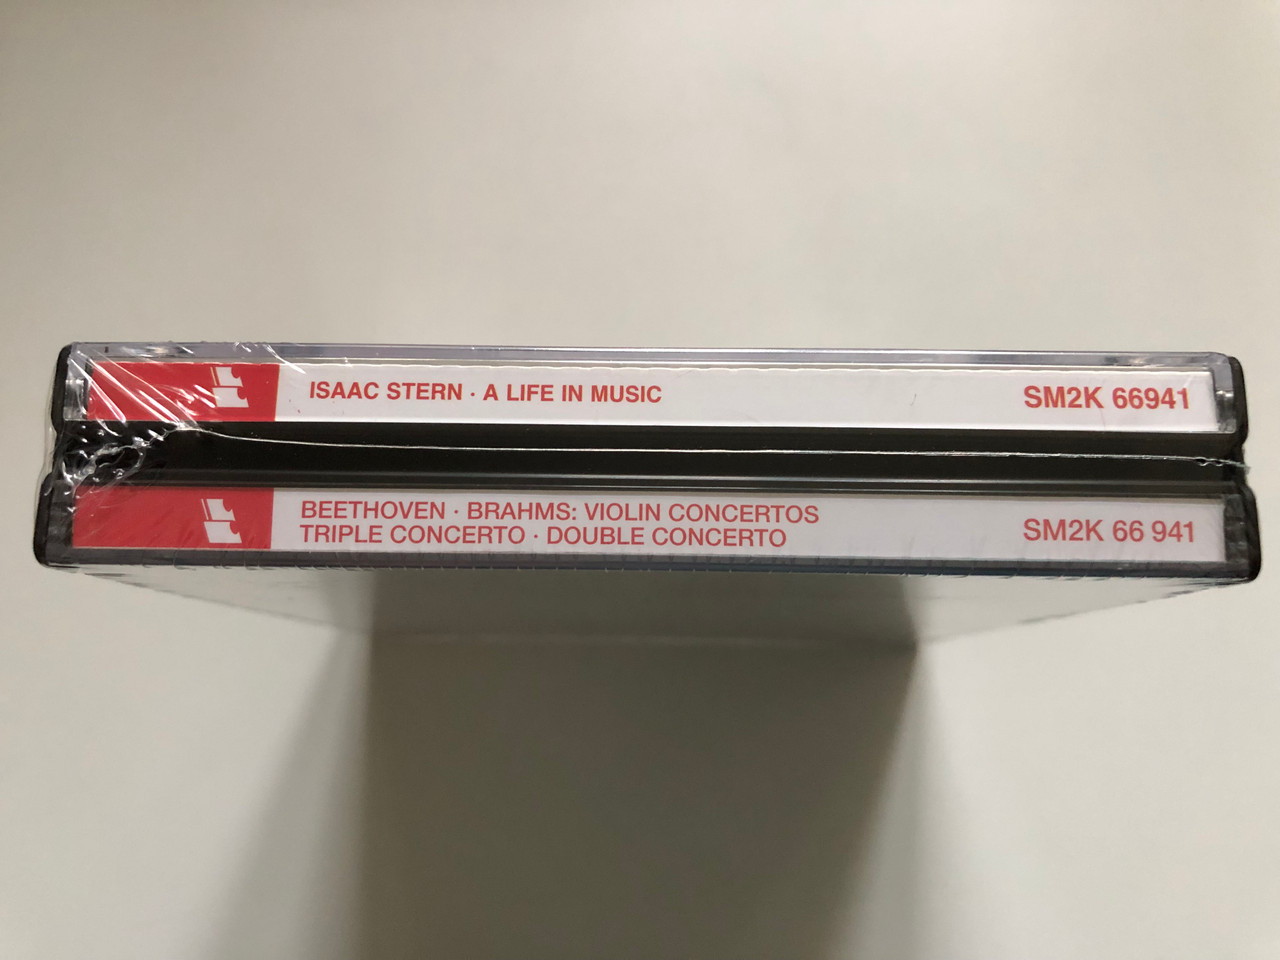 ISAAC STERN · A LIFE IN MUSIC SM2K 66941
BEETHOVEN · BRAHMS: VIOLIN CONCERTOS
TRIPLE CONCERTO · DOUBLE CONCERTO SM2K 66 941